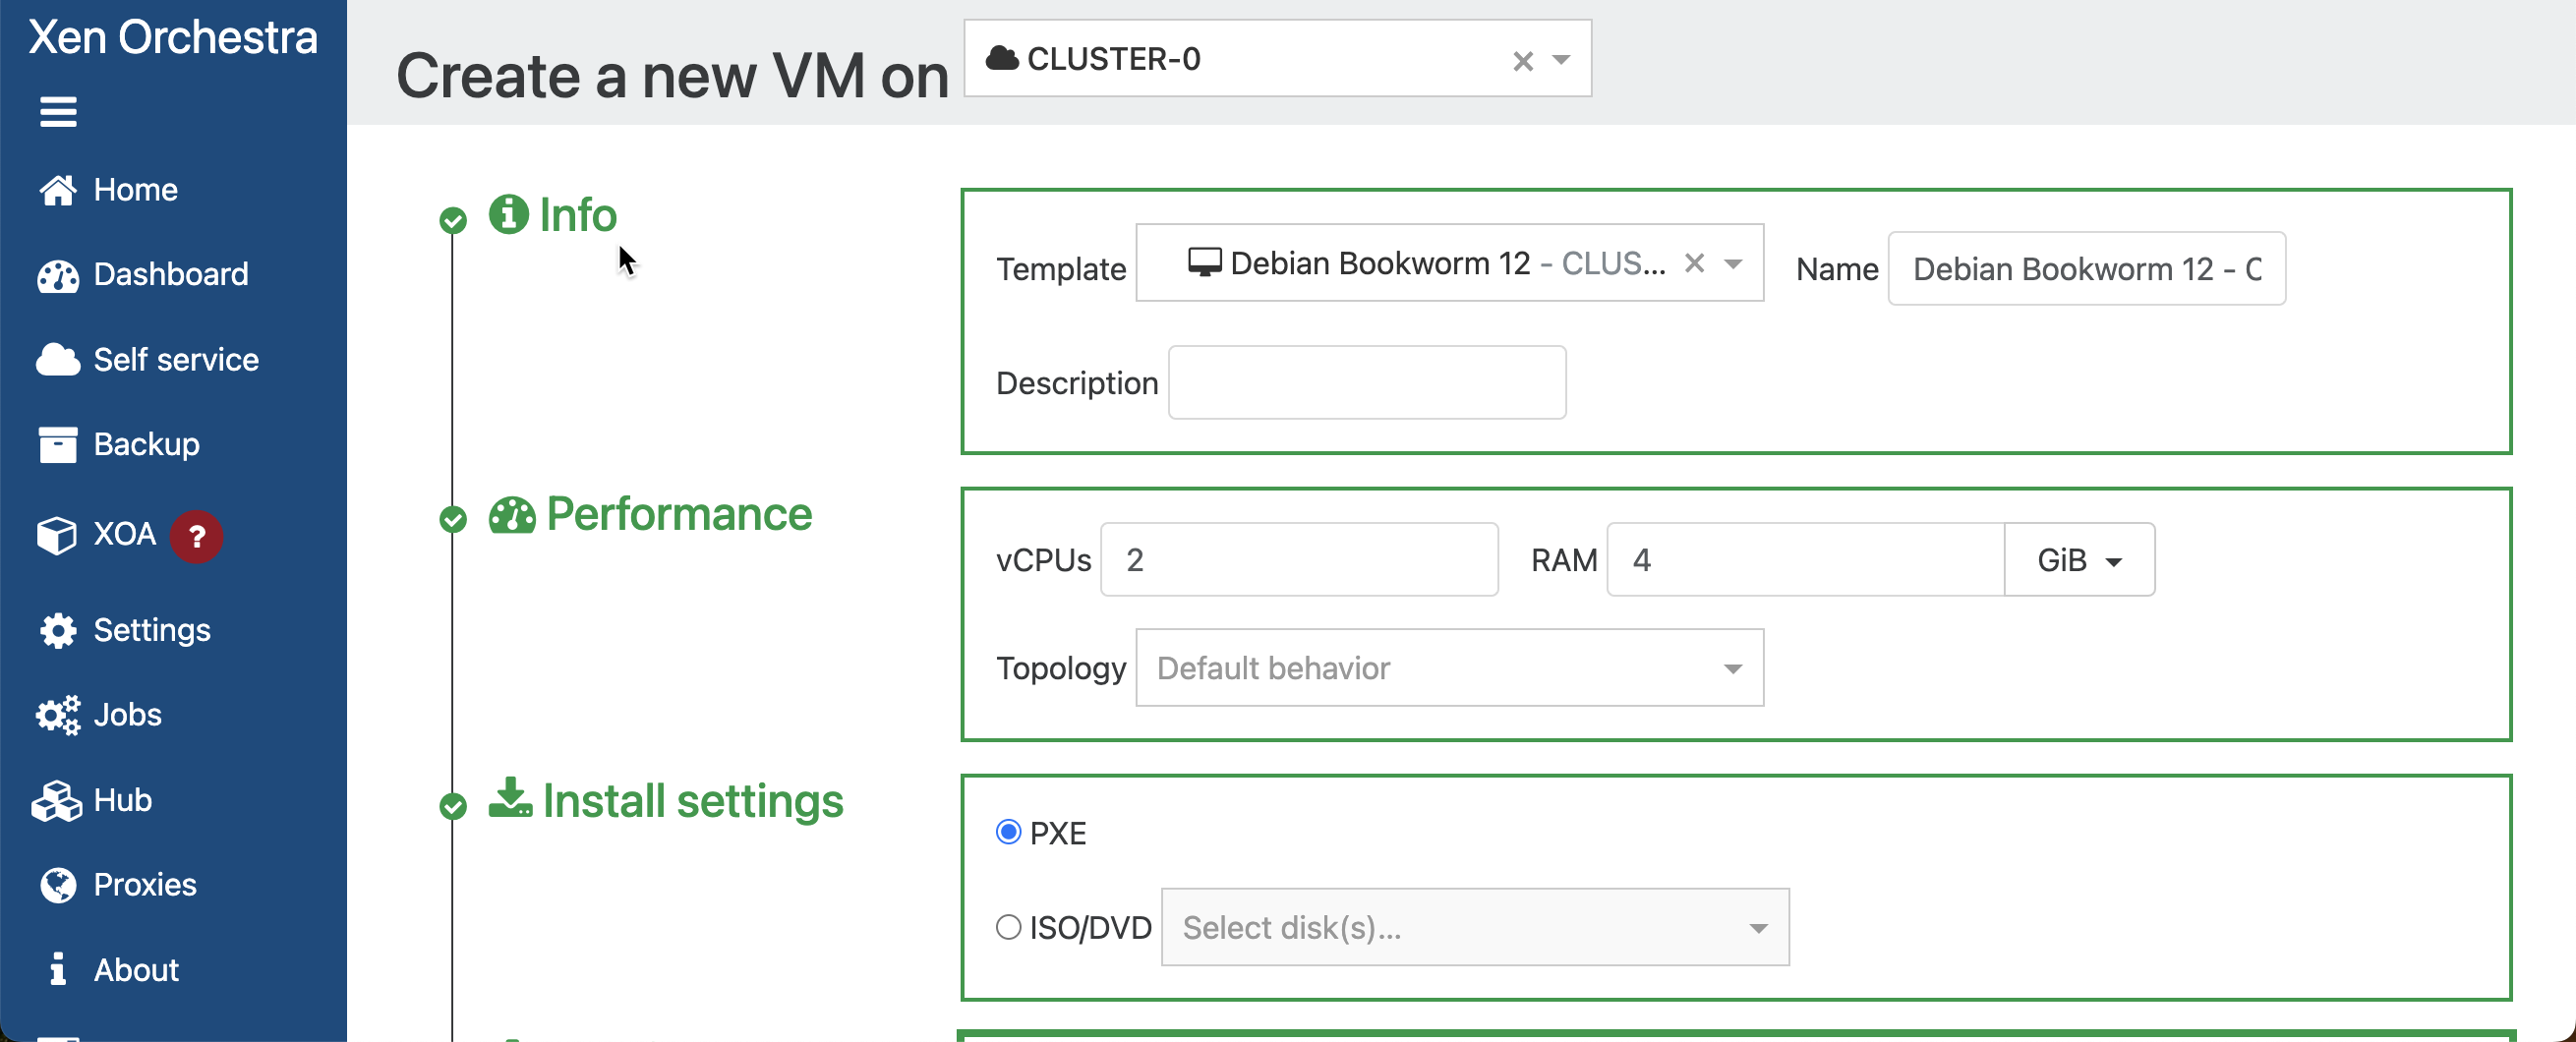 Xen Orchestra
Home
Dashboard
Self service
Backup
XOA ?
Settings
Jobs
Hub
Proxies
About
Create a new VM on CLUSTER-0
Info
Template Debian Bookworm 12 - CLUS... Name Debian Bookworm 12 - C
Description
Performance
vCPUs 2 RAM 4 GiB
Topology Default behavior
Install settings
PXE
ISO/DVD Select disk(s)...